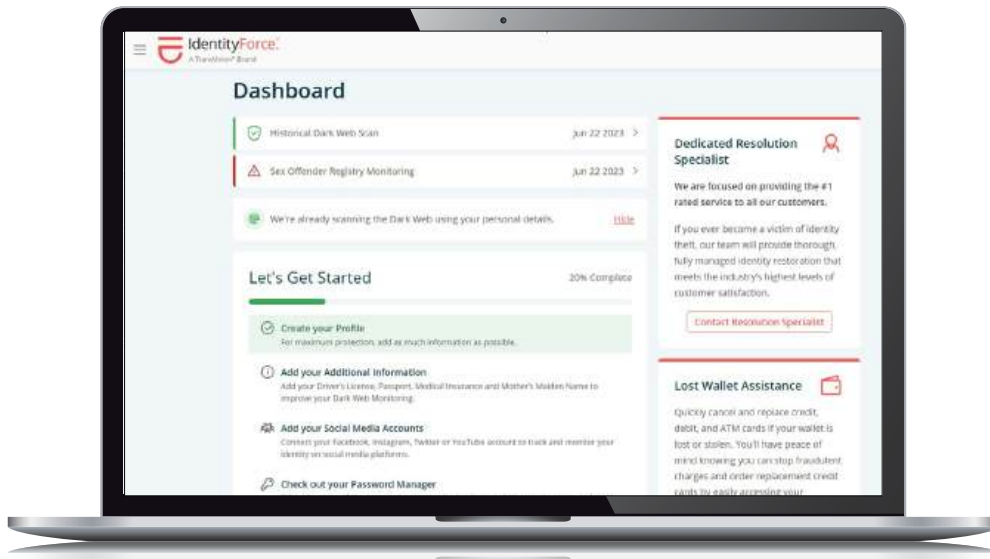 IdentityForce.
A TransUnion® Brand
Dashboard
Historical Dark Web Scan
Jun 22 2023
Sex Offender Registry Monitoring
Jun 22 2023
We're already scanning the Dark Web using your personal details.
Hide
Let's Get Started
20% Complete
Create your Profile
For maximum protection, add as much information as possible.
Add your Additional Information
Add your Driver's License, Passport, Medical Insurance and Mother's Maiden Name to
improve your Dark Web Monitoring.
Add your Social Media Accounts
Connect your Facebook, Instagram, Twitter or YouTube account to track and monitor your
identity on social media platforms.
Check out your Password Manager
Dedicated Resolution
Specialist
We are focused on providing the #1
rated service to all our customers.
If you ever become a victim of identity
theft, our team will provide thorough,
fully managed identity restoration that
meets the industry's highest levels of
customer satisfaction.
Contact Resolution Specialist
Lost Wallet Assistance
Quickly cancel and replace credit,
debit, and ATM cards if your wallet is
lost or stolen. You'll have peace of
mind knowing you can stop fraudulent
charges and order replacement credit
cards by easily accessing your